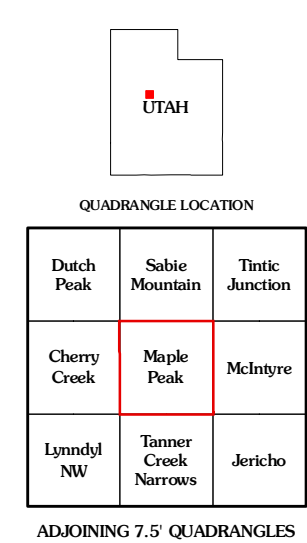 UTAH
QUADRANGLE LOCATION
Dutch
Peak
Sabie
Mountain
Tintic
Junction
Cherry
Creek
Maple
Peak
McIntyre
Lynndyl
NW
Tanner
Creek
Narrows
Jericho
ADJOINING 7.5' QUADRANGLES